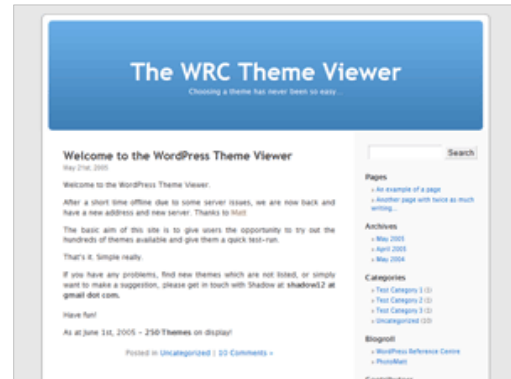 The WRC Theme Viewer
Choosing a theme has never been so easy...
Welcome to the WordPress Theme Viewer
May 21st, 2005
Welcome to the WordPress Theme Viewer.
After a short time offline due to some server issues, we are now back and
have a new address and new server. Thanks to Matt
The basic aim of this site is to give users the opportunity to try out the
hundreds of themes available and give them a quick test-run.
That's it. Simple really.
If you have any problems, find new themes which are not listed, or simply
want to make a suggestion, please get in touch with Shadow at shadow12 at
gmail dot com.
Have fun!
As at June 1st, 2005 – 250 Themes on display!
Posted in Uncategorized | 10 Comments »
Search
Pages
» An example of a page
» Another page with twice as much
writing...
Archives
» May 2005
» April 2005
» May 2004
Categories
» Test Category 1 (1)
» Test Category 2 (1)
» Test Category 3 (1)
» Uncategorized (10)
Blogroll
» WordPress Reference Centre
» PhotoMatt